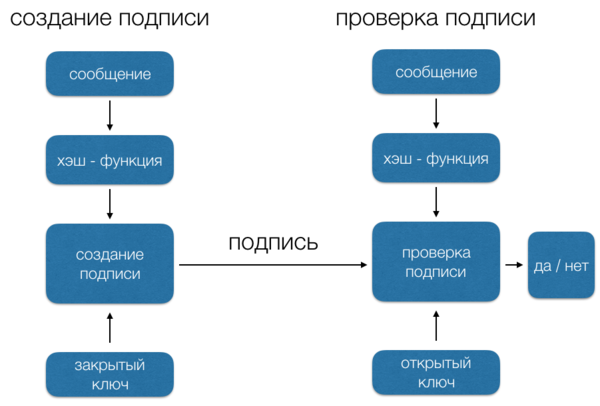 создание подписи
проверка подписи
сообщение
сообщение
хэш - функция
хэш - функция
создание
подписи
подпись
проверка
подписи
да / нет
закрытый
ключ
открытый
ключ